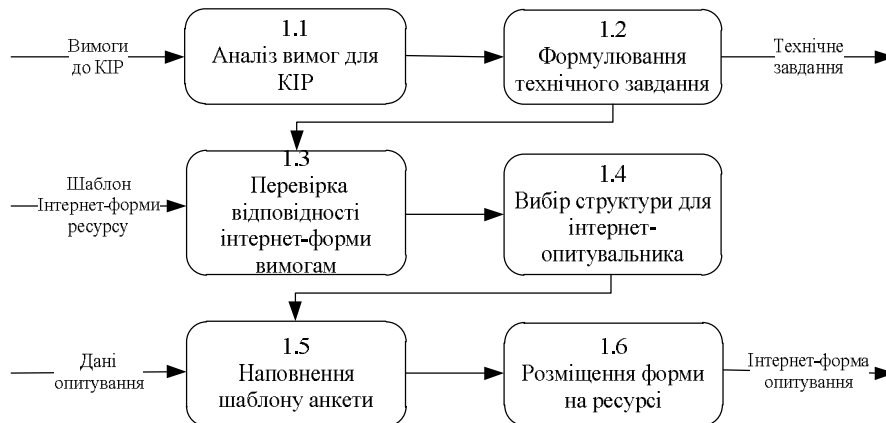 Вимоги
до КІР
1.1
Аналіз вимог для
КІР
1.2
Формулювання
технічного завдання
Технічне
завдання
Шаблон
Інтернет-форми
ресурсу
1.3
Перевірка
відповідності
інтернет-форми
вимогам
1.4
Вибір структури для
інтернет-
опитувальника
Дані
опитування
1.5
Наповнення
шаблону анкети
1.6
Розміщення форми
на ресурсі
Інтернет-форма
опитування